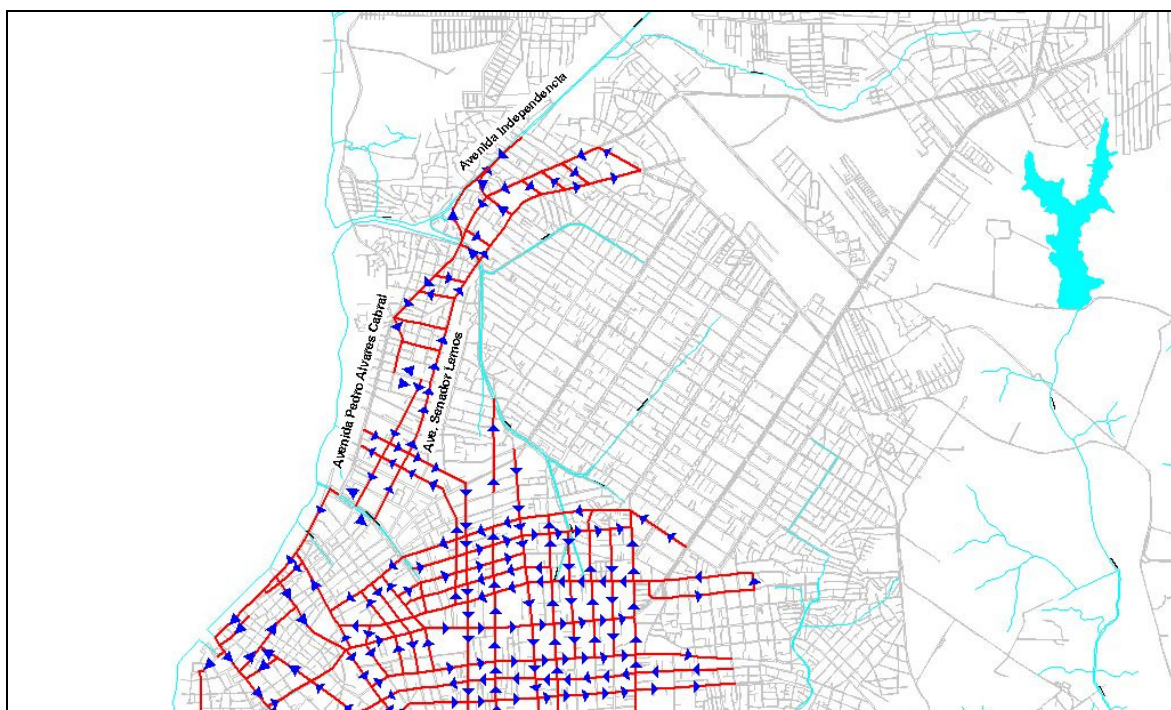 Avenida Independencia
Avenida Pedro Alvares Cabral
Ave. Senador Lemos